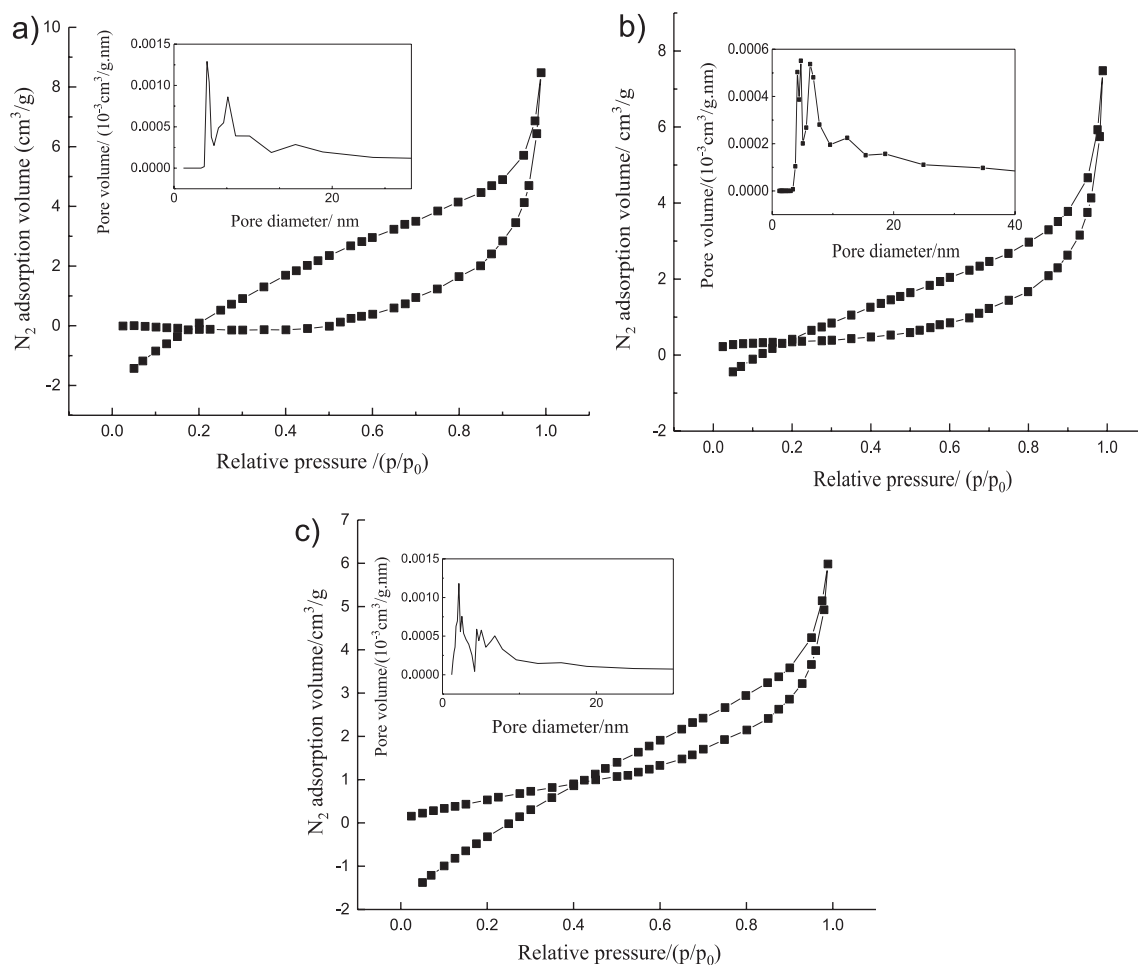 a)
N₂ adsorption volume (cm³/g)
10
8
6
4
2
0
-2
0.0 0.2 0.4 0.6 0.8 1.0
Relative pressure /(p/p₀)
Pore volume/ (10⁻³cm³/g.nm)
0.0015
0.0010
0.0005
0.0000
0 20
Pore diameter/ nm
b)
N₂ adsorption volume/ cm³/g
8
6
4
2
0
-2
0.0 0.2 0.4 0.6 0.8 1.0
Relative pressure/ (p/p₀)
Pore volume/(10⁻³cm³/g.nm)
0.0006
0.0004
0.0002
0.0000
0 20 40
Pore diameter/nm
c)
N₂ adsorption volume/cm³/g
7
6
5
4
3
2
1
0
-1
-2
0.0 0.2 0.4 0.6 0.8 1.0
Relative pressure/(p/p₀)
Pore volume/(10⁻³cm³/g.nm)
0.0015
0.0010
0.0005
0.0000
0 20
Pore diameter/nm